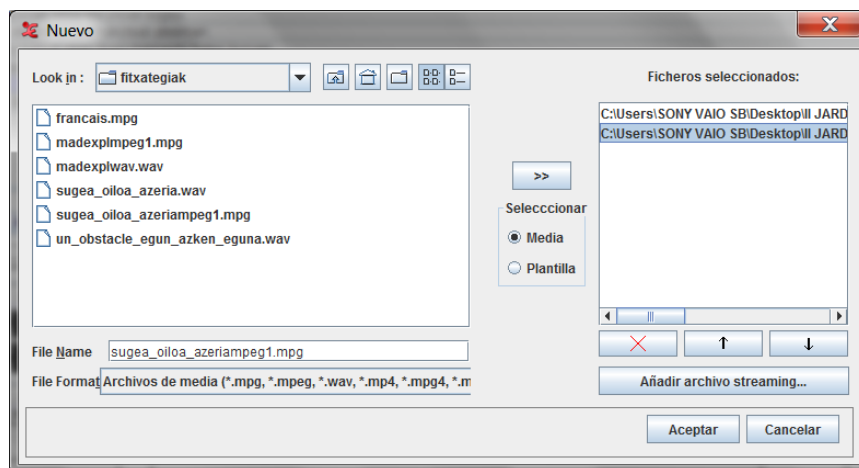 Nuevo
Look in : fitxategiak
francais.mpg
madexplmpeg1.mpg
madexplwav.wav
sugea_oiloa_azeria.wav
sugea_oiloa_azeriampeg1.mpg
un_obstacle_egun_azken_eguna.wav
File Name sugea_oiloa_azeriampeg1.mpg
File Format Archivos de media (*.mpg, *.mpeg, *.wav, *.mp4, *.mpg4, *.m
>>
Selecccionar
Media
Plantilla
Ficheros seleccionados:
C:\Users\SONY VAIO SB\Desktop\II JARD
C:\Users\SONY VAIO SB\Desktop\II JARD
Añadir archivo streaming...
Aceptar Cancelar